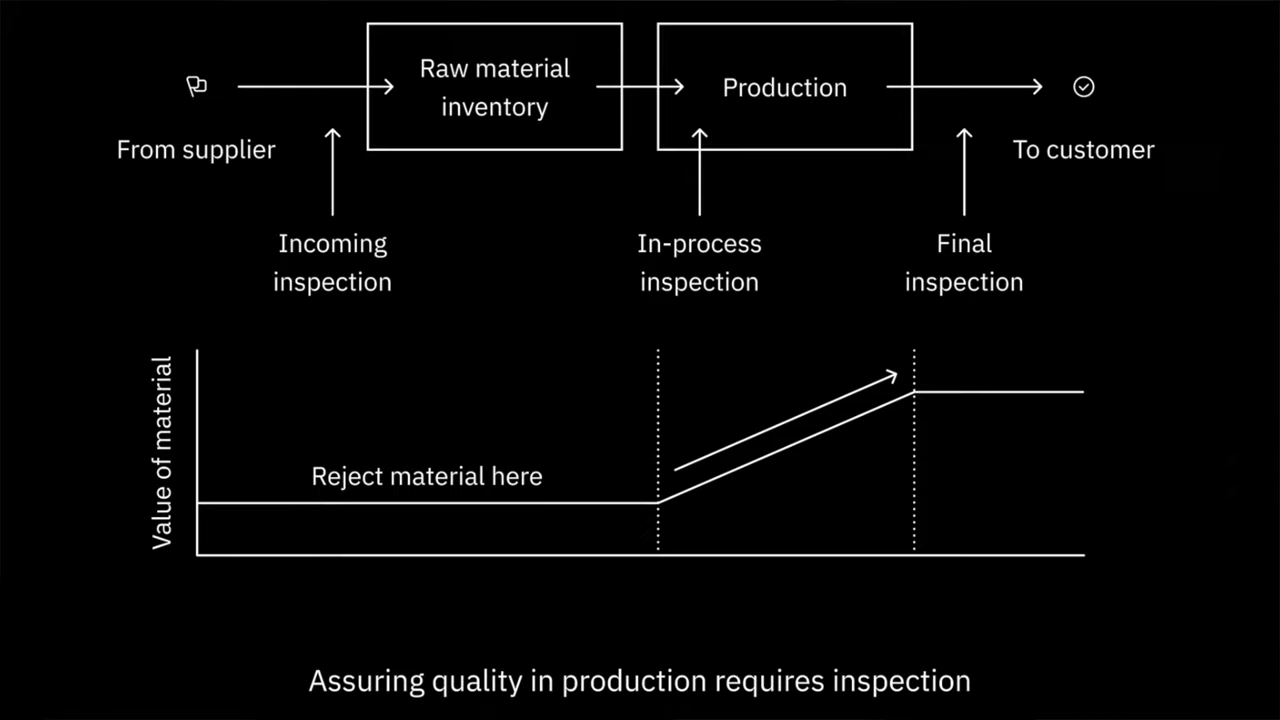 Raw material
inventory
Production
From supplier
To customer
Incoming
inspection
In-process
inspection
Final
inspection
Value of material
Reject material here
Assuring quality in production requires inspection